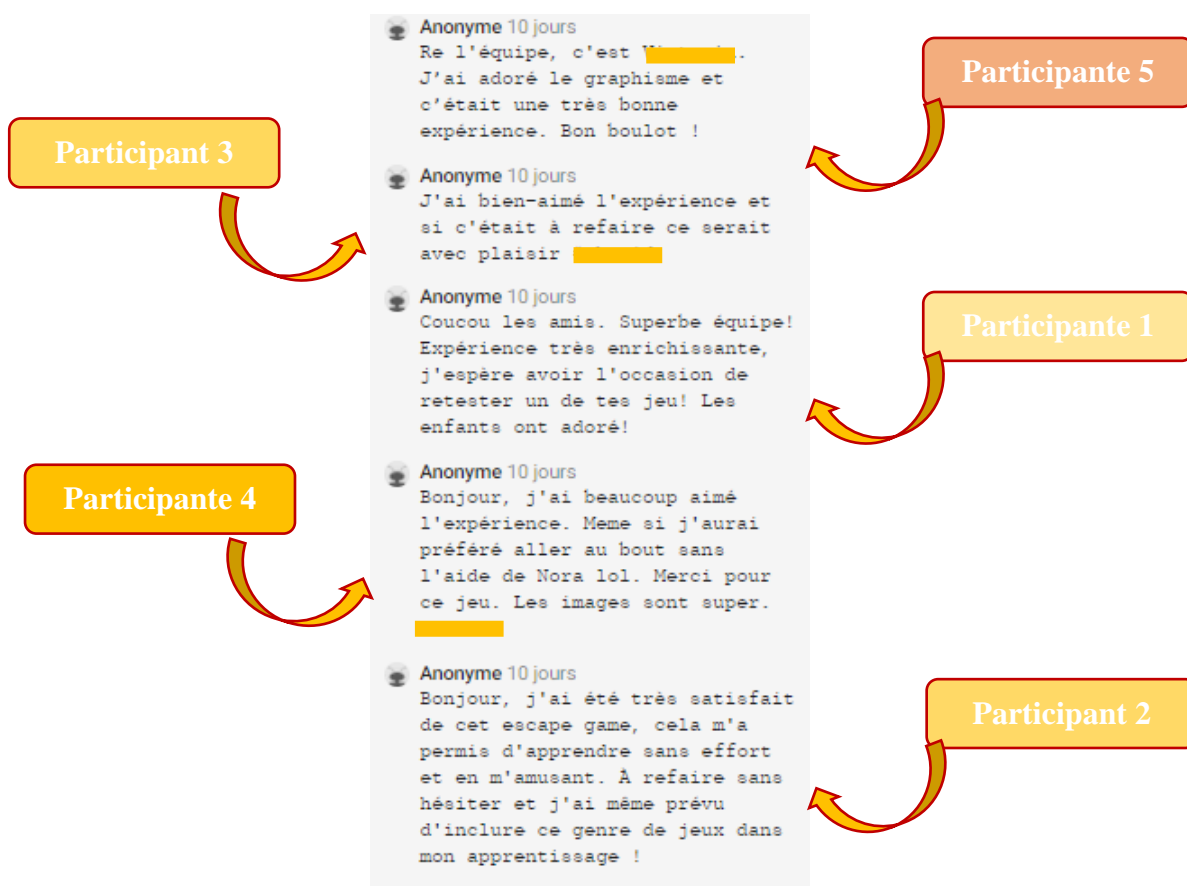 Anonyme 10 jours
Re l'équipe, c'est
J'ai adoré le graphisme et
c'était une très bonne
expérience. Bon boulot !
Participante 5
Participant 3
Anonyme 10 jours
J'ai bien-aimé l'expérience et
si c'était à refaire ce serait
avec plaisir
Anonyme 10 jours
Coucou les amis. Superbe équipe!
Expérience très enrichissante,
j'espère avoir l'occasion de
retester un de tes jeu! Les
enfants ont adoré!
Participante 1
Participante 4
Anonyme 10 jours
Bonjour, j'ai beaucoup aimé
l'expérience. Meme si j'aurai
préféré aller au bout sans
l'aide de Nora lol. Merci pour
ce jeu. Les images sont super.
Anonyme 10 jours
Bonjour, j'ai été très satisfait
de cet escape game, cela m'a
permis d'apprendre sans effort
et en m'amusant. À refaire sans
hésiter et j'ai même prévu
d'inclure ce genre de jeux dans
mon apprentissage !
Participant 2